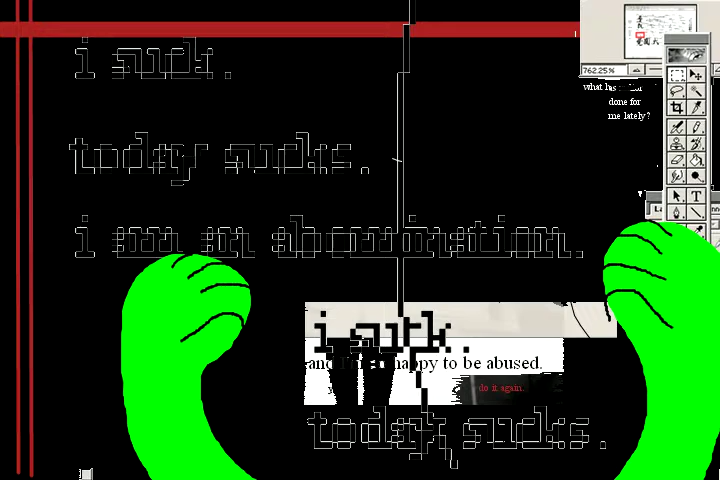 i suck.
762.25%
what has
done for
me lately?
today sucks.
i am an abomination.
i suck.
and happy to be abused.
do it again.
today sucks.